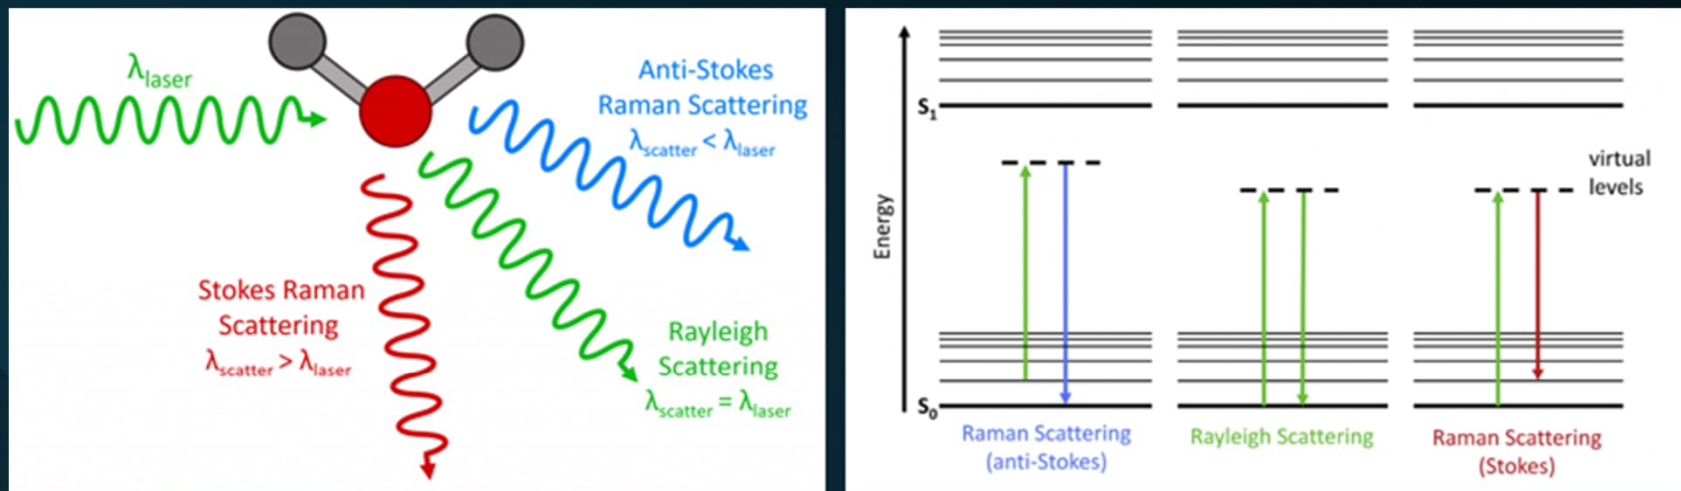 λlaser
Anti-Stokes
Raman Scattering
λscatter < λlaser
Stokes Raman
Scattering
λscatter > λlaser
Rayleigh
Scattering
λscatter = λlaser
Energy
S1
S0
virtual
levels
Raman Scattering
(anti-Stokes)
Rayleigh Scattering
Raman Scattering
(Stokes)